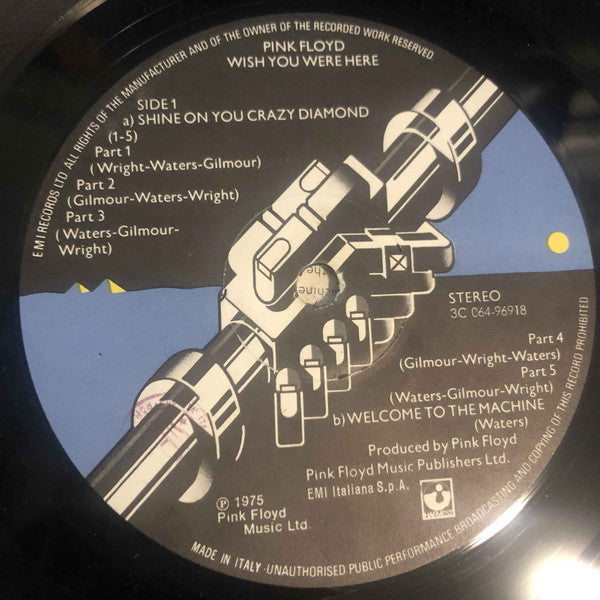 EMI RECORDS LTD ALL RIGHTS OF THE MANUFACTURER AND OF THE OWNER OF THE RECORDED WORK RESERVED.
PINK FLOYD
WISH YOU WERE HERE
SIDE 1
a) SHINE ON YOU CRAZY DIAMOND
(1-5)
Part 1
(Wright-Waters-Gilmour)
Part 2
(Gilmour-Waters-Wright)
Part 3
(Waters-Gilmour-
Wright)
STEREO
3C 064-96918
Part 4
(Gilmour-Wright-Waters)
Part 5
(Waters-Gilmour-Wright)
b) WELCOME TO THE MACHINE
(Waters)
Produced by Pink Floyd
Pink Floyd Music Publishers Ltd.
EMI Italiana S.p.A.
HARVEST
℗ 1975
Pink Floyd
Music Ltd.
MADE IN ITALY · UNAUTHORISED PUBLIC PERFORMANCE BROADCASTING AND COPYING OF THIS RECORD PROHIBITED